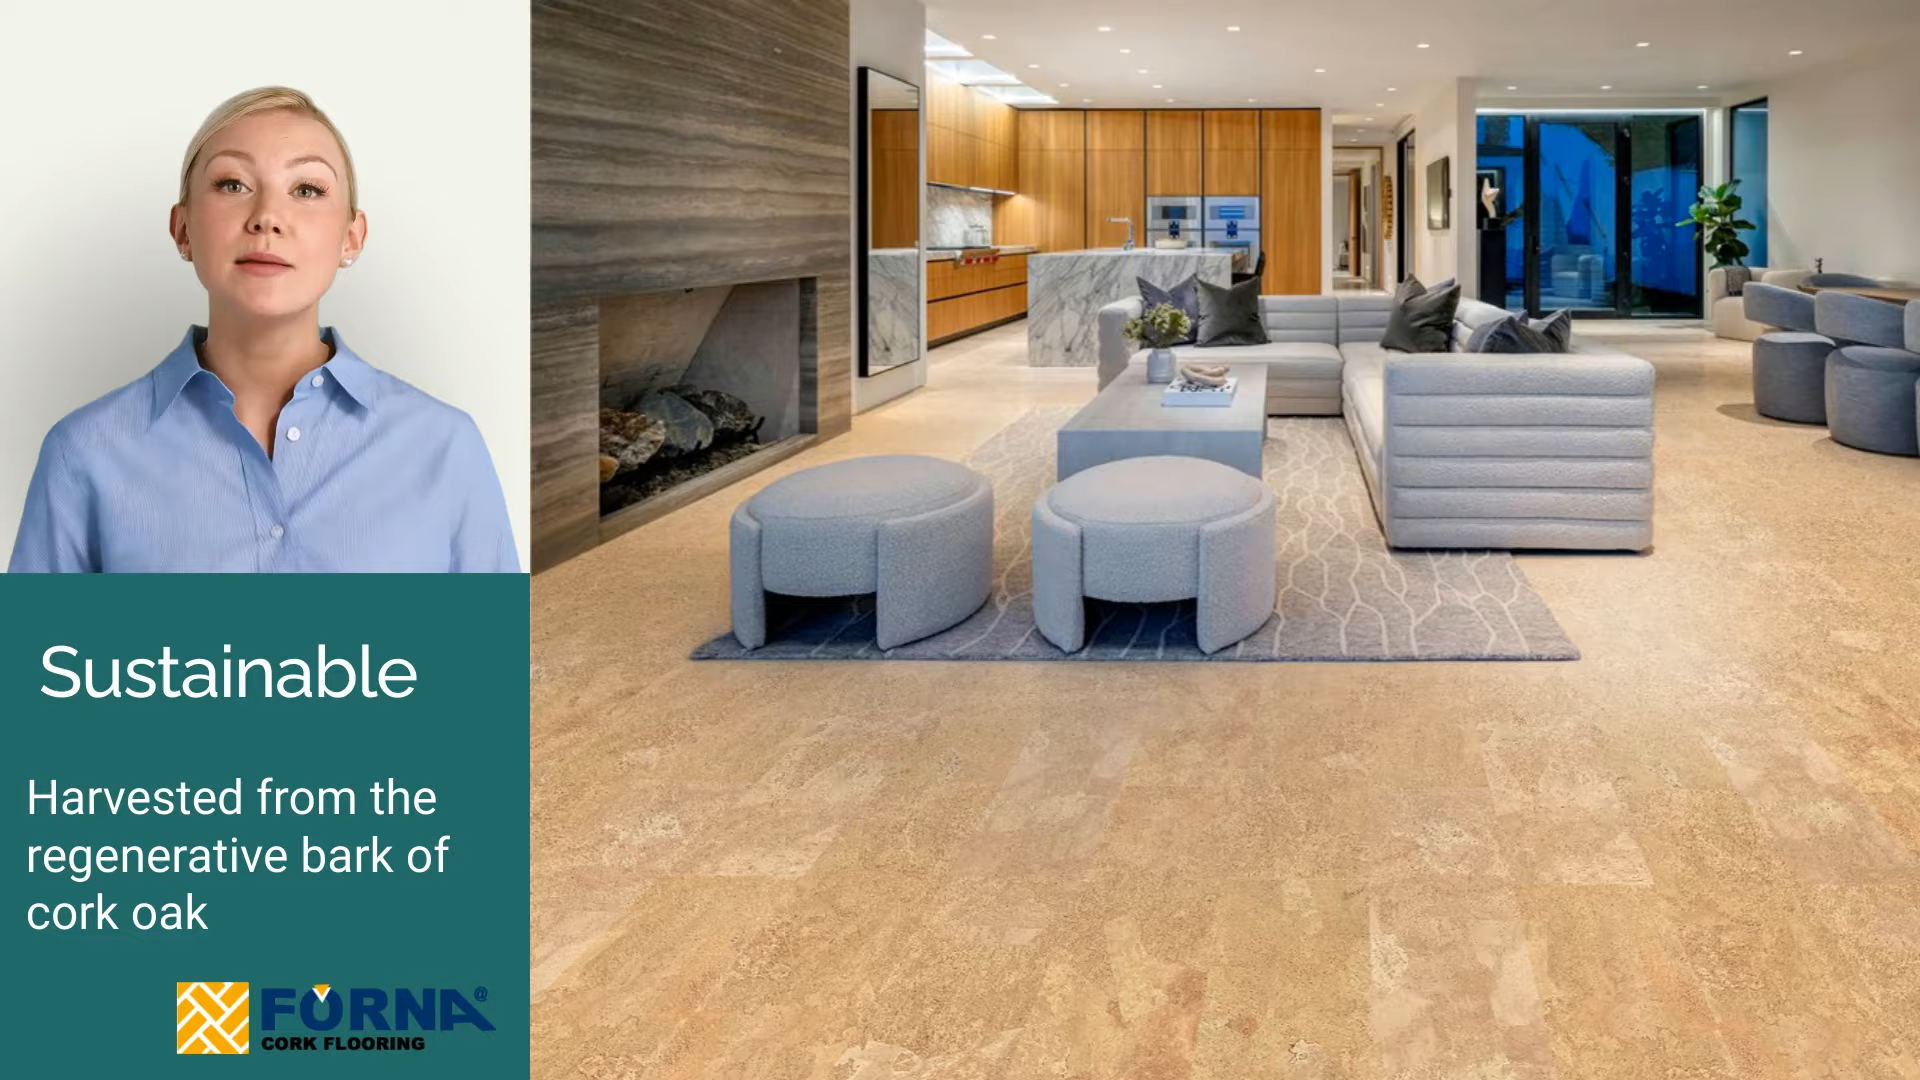 Sustainable
Harvested from the
regenerative bark of
cork oak
FORNA@
CORK FLOORING